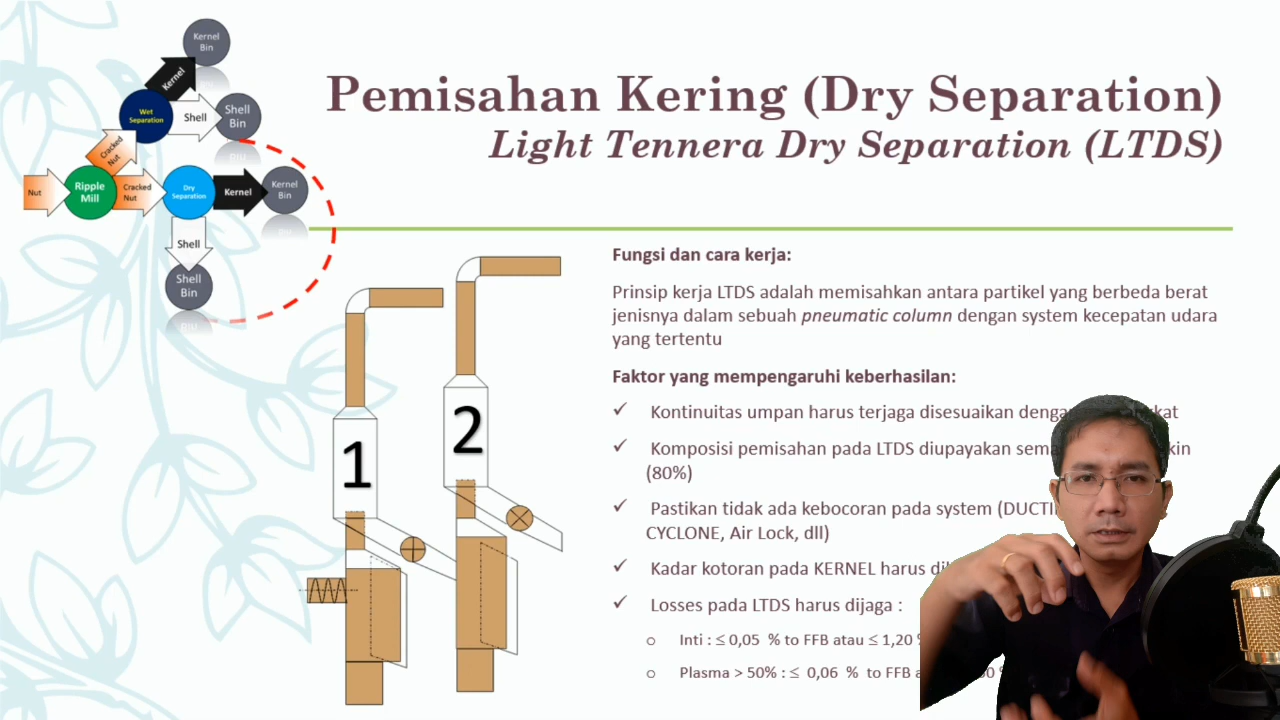 Kernel
Bin
Kernel
Wet
Separation
Shell
Shell
Bin
Cracked
Nut
Nut
Ripple
Mill
Cracked
Nut
Dry
Separation
Kernel
Kernel
Bin
Shell
Shell
Bin
Pemisahan Kering (Dry Separation)
Light Tennera Dry Separation (LTDS)
1
2
Fungsi dan cara kerja:
Prinsip kerja LTDS adalah memisahkan antara partikel yang berbeda berat
jenisnya dalam sebuah pneumatic column dengan system kecepatan udara
yang tertentu
Faktor yang mempengaruhi keberhasilan:
✓ Kontinuitas umpan harus terjaga disesuaikan
✓ Komposisi pemisahan pada LTDS diupayakan
(80%)
✓ Pastikan tidak ada kebocoran pada system
CYCLONE, Air Lock, dll)
✓ Kadar kotoran pada KERNEL harus
✓ Losses pada LTDS harus dijaga :
o Inti : ≤ 0,05 % to FFB atau ≤ 1,20
o Plasma > 50% : ≤ 0,06 % to FFB